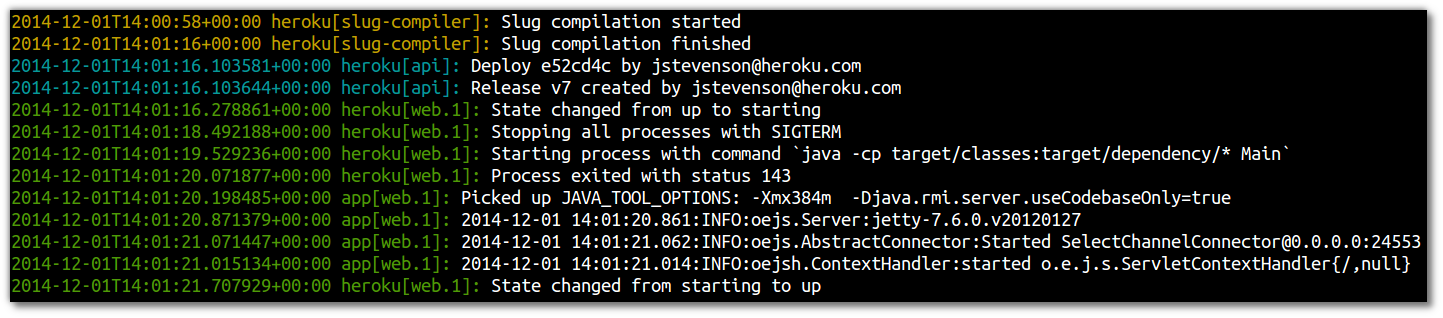 2014-12-01T14:00:58+00:00 heroku[slug-compiler]: Slug compilation started
2014-12-01T14:01:16+00:00 heroku[slug-compiler]: Slug compilation finished
2014-12-01T14:01:16.103581+00:00 heroku[api]: Deploy e52cd4c by jstevenson@heroku.com
2014-12-01T14:01:16.103644+00:00 heroku[api]: Release v7 created by jstevenson@heroku.com
2014-12-01T14:01:16.278861+00:00 heroku[web.1]: State changed from up to starting
2014-12-01T14:01:18.492188+00:00 heroku[web.1]: Stopping all processes with SIGTERM
2014-12-01T14:01:19.529236+00:00 heroku[web.1]: Starting process with command `java -cp target/classes:target/dependency/* Main`
2014-12-01T14:01:20.071877+00:00 heroku[web.1]: Process exited with status 143
2014-12-01T14:01:20.198485+00:00 app[web.1]: Picked up JAVA_TOOL_OPTIONS: -Xmx384m  -Djava.rmi.server.useCodebaseOnly=true
2014-12-01T14:01:20.871379+00:00 app[web.1]: 2014-12-01 14:01:20.861:INFO:oejs.Server:jetty-7.6.0.v20120127
2014-12-01T14:01:21.071447+00:00 app[web.1]: 2014-12-01 14:01:21.062:INFO:oejs.AbstractConnector:Started SelectChannelConnector@0.0.0.0:24553
2014-12-01T14:01:21.015134+00:00 app[web.1]: 2014-12-01 14:01:21.014:INFO:oejsh.ContextHandler:started o.e.j.s.ServletContextHandler{/,null}
2014-12-01T14:01:21.707929+00:00 heroku[web.1]: State changed from starting to up